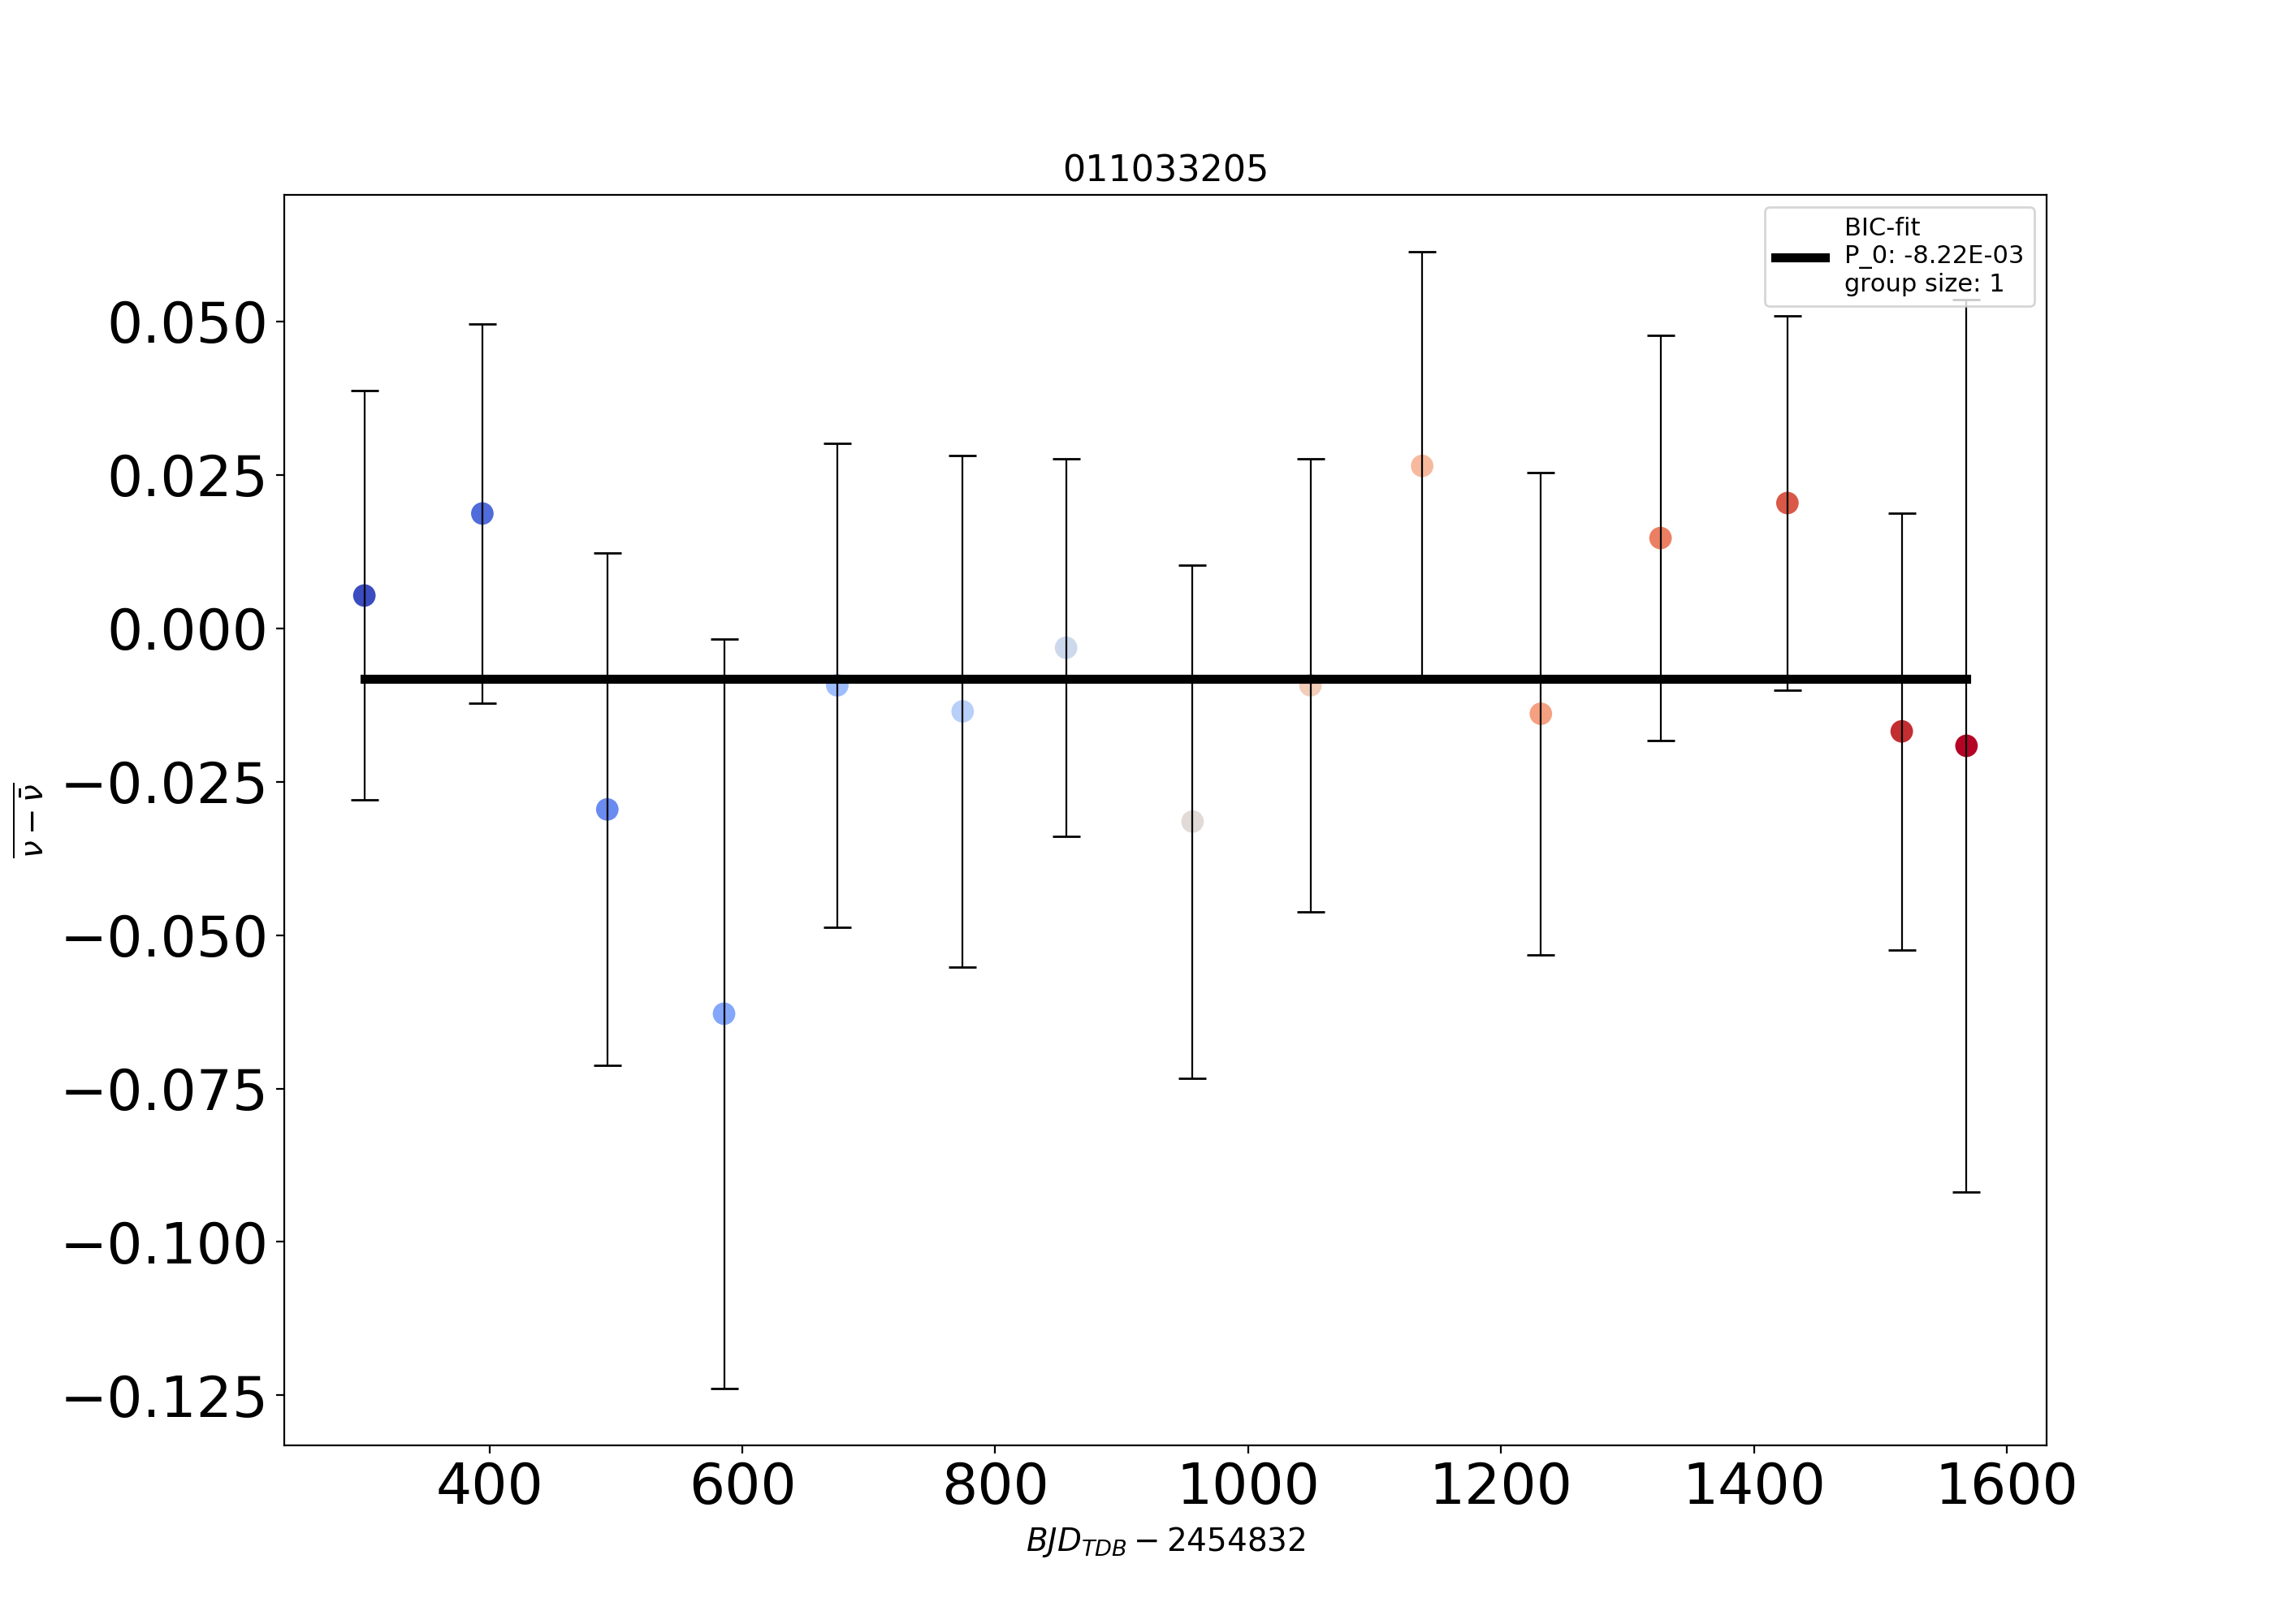 011033205
BIC-fit
P_0: -8.22E-03
group size: 1
0.050
0.025
0.000
−0.025
−0.050
−0.075
−0.100
−0.125
ν − ν̄
400 600 800 1000 1200 1400 1600
BJD_TDB − 2454832